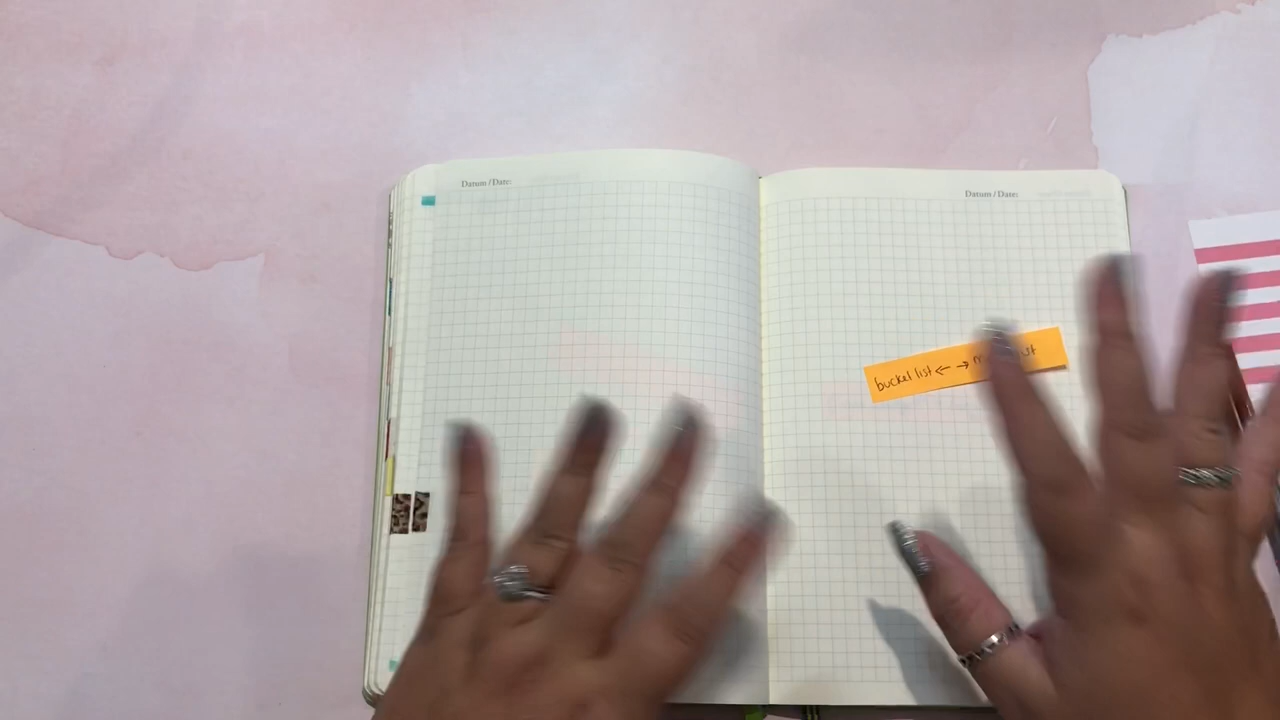 Datum / Date:
Datum / Date:
bucket list ← →